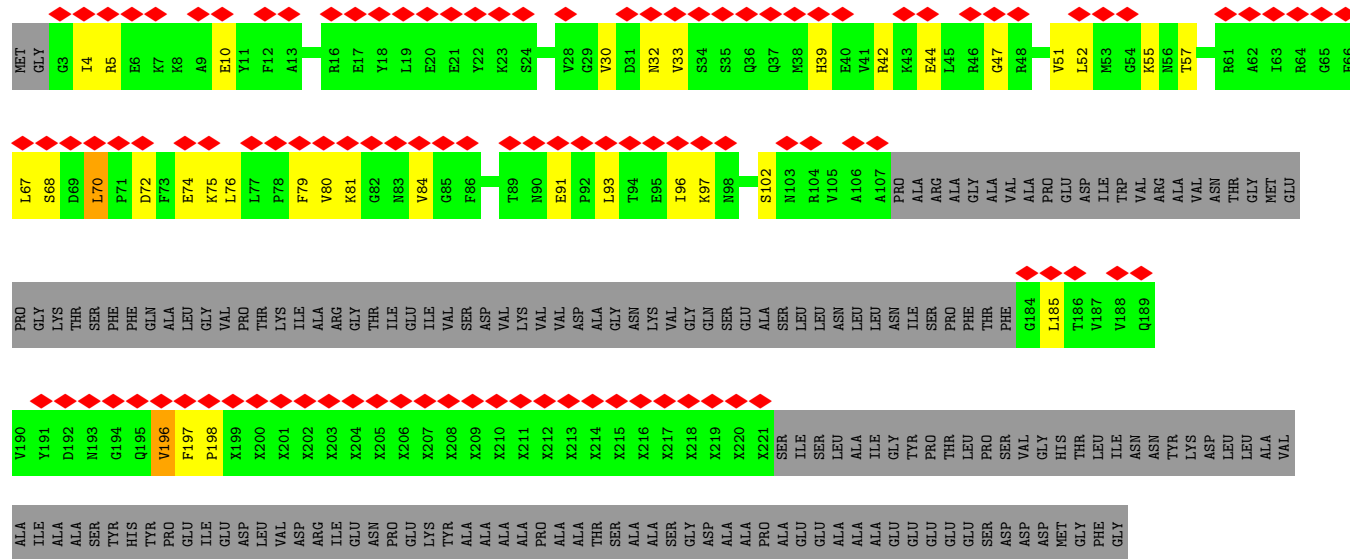 MET GLY G3 I4 R5 E6 K7 K8 A9 E10 Y11 F12 A13 R16 E17 Y18 L19 E20 E21 Y22 K23 S24 V28 G29 V30 D31 N32 V33 S34 S35 Q36 Q37 M38 H39 E40 V41 R42 K43 E44 L45 R46 G47 R48 V51 L52 M53 G54 K55 N56 T57 R61 A62 I63 R64 G65
L67 S68 D69 L70 P71 D72 F73 E74 K75 L76 L77 P78 F79 V80 K81 G82 N83 V84 G85 F86 T89 N90 E91 P92 L93 T94 E95 I96 K97 N98 S102 N103 R104 V105 A106 A107 PRO ALA ARG ALA GLY ALA VAL ALA PRO GLU ASP ILE TRP VAL ARG ALA VAL ASN THR GLY MET GLU
PRO GLY LYS THR SER PHE PHE GLN ALA LEU GLY VAL PRO THR LYS ILE ALA ARG GLY THR ILE GLU ILE VAL SER ASP VAL LYS VAL VAL ASP ALA GLY ASN LYS VAL GLY GLN SER GLU ALA SER LEU LEU ASN LEU LEU ASN ILE SER PRO PHE THR PHE G184 L185 T186 V187 V188 Q189
V190 Y191 D192 N193 G194 Q195 V196 F197 P198 X199 X200 X201 X202 X203 X204 X205 X206 X207 X208 X209 X210 X211 X212 X213 X214 X215 X216 X217 X218 X219 X220 X221 SER ILE SER LEU ALA ILE GLY TYR PRO THR LEU PRO SER VAL GLY HIS THR LEU ILE ASN ASN TYR LYS ASP LEU LEU ALA VAL
ALA ILE ALA ALA SER TYR HIS TYR PRO GLU ILE GLU ASP LEU VAL ASP ARG ILE GLU ASN PRO GLU LYS TYR ALA ALA ALA ALA PRO ALA ALA THR SER ALA ALA SER GLY ASP ALA ALA PRO ALA GLU GLU ALA ALA ALA GLU GLU GLU GLU SER ASP ASP ASP MET GLY PHE GLY